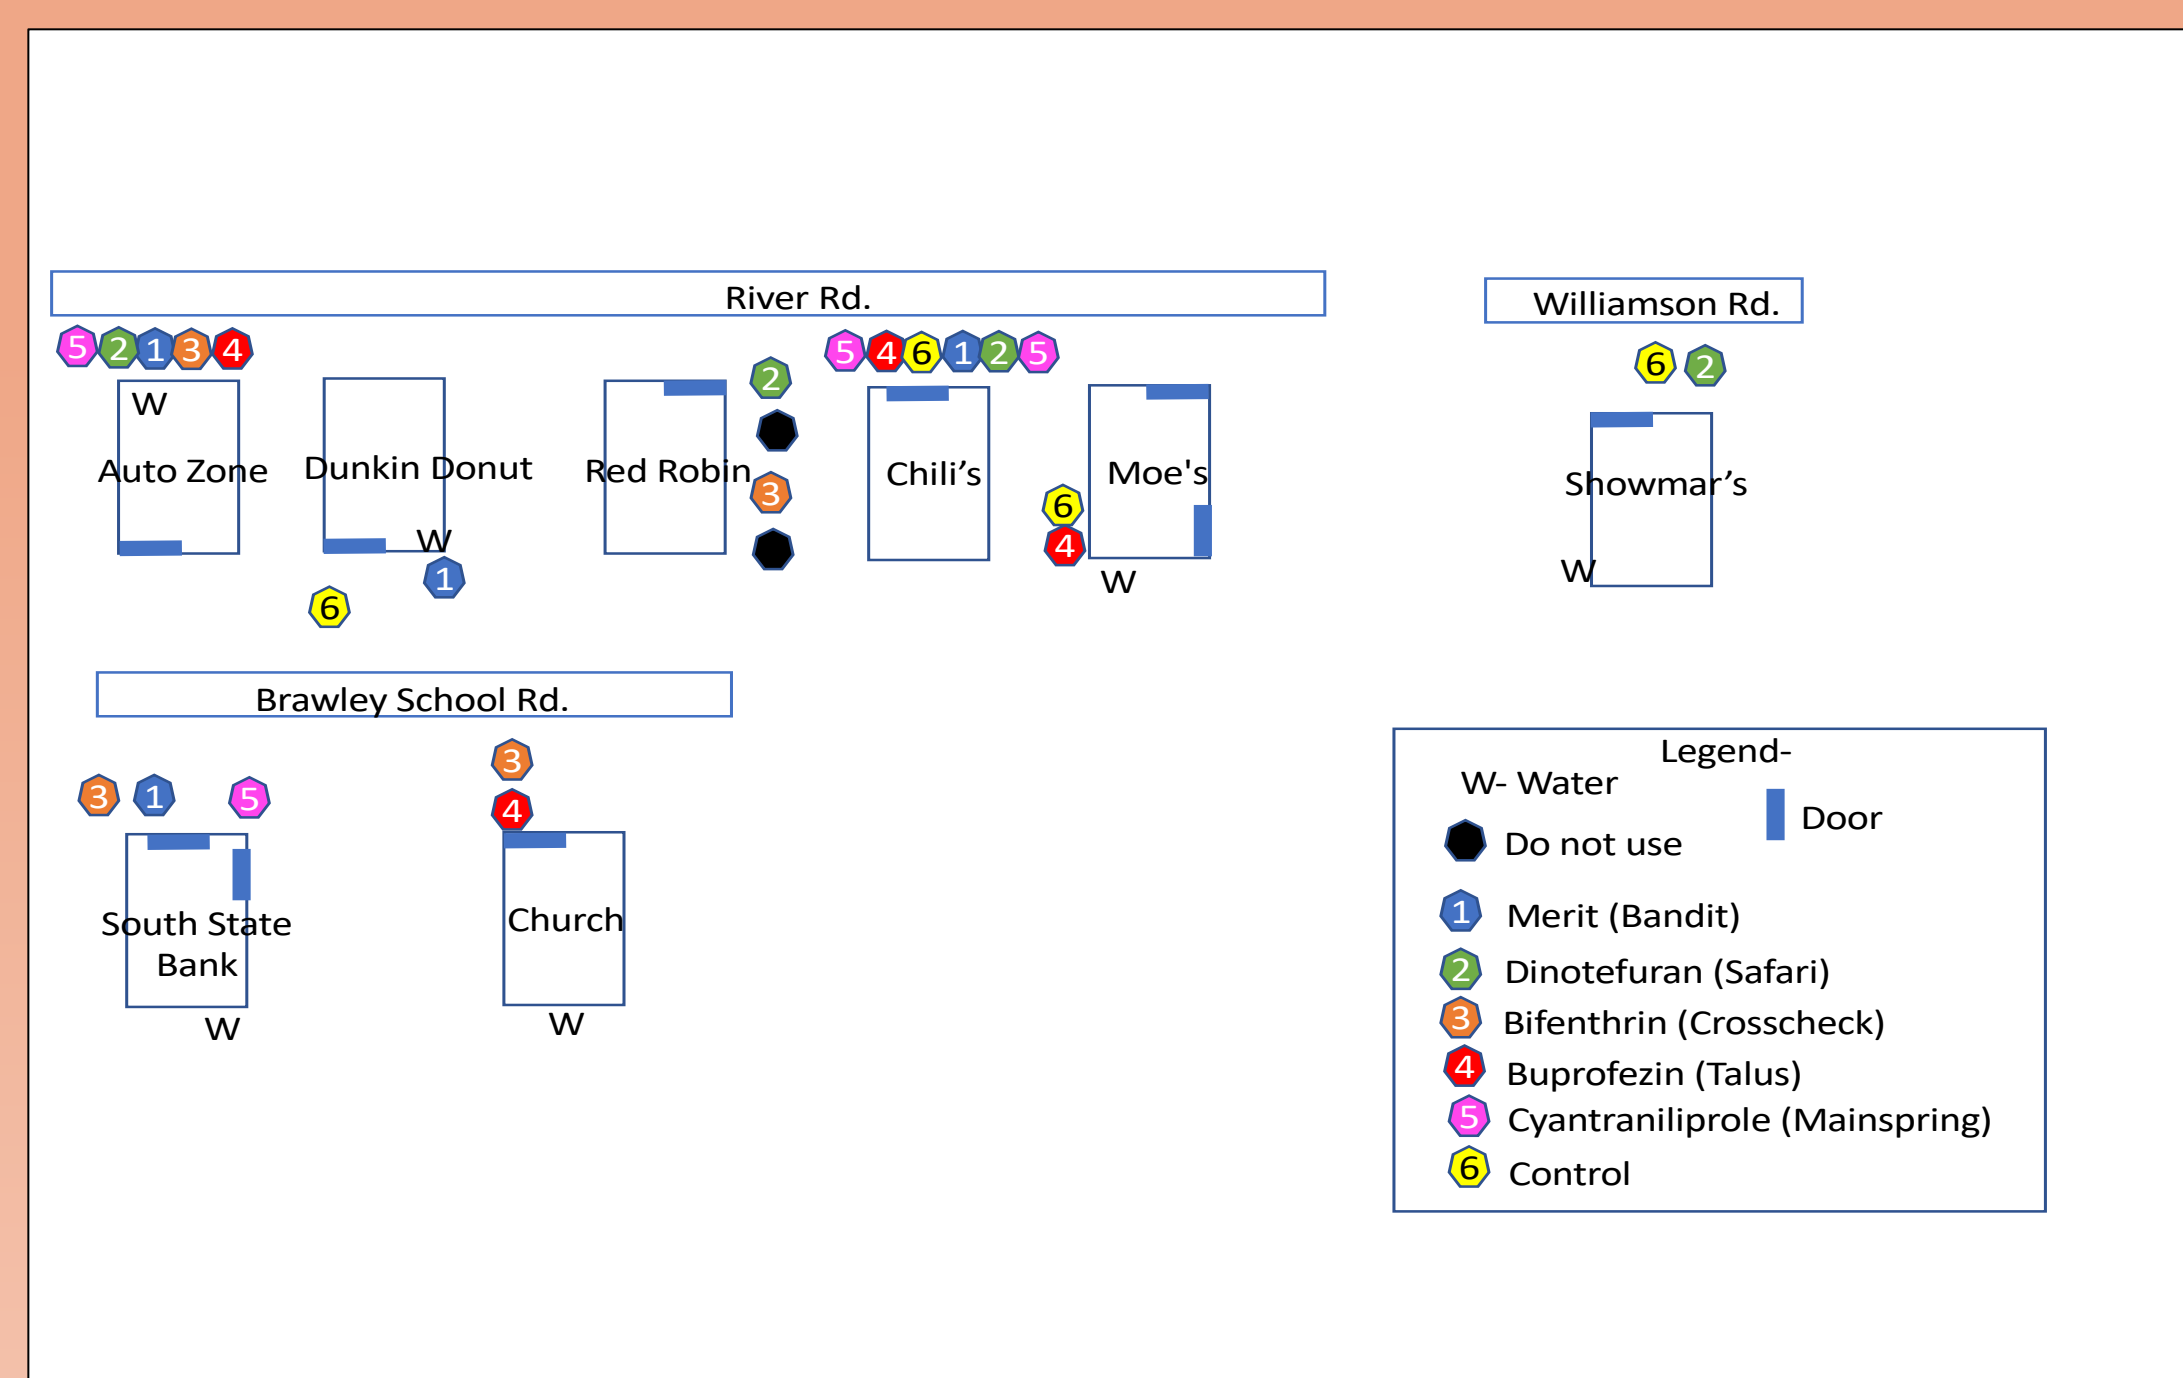 River Rd.
Williamson Rd.
5 2 1 3 4
5 4 6 1 2 5
6 2
2
W
Auto Zone
Dunkin Donut
W
1
6
Red Robin
3
Chili’s
Moe's
6
4
W
Showmar’s
W
Brawley School Rd.
3 1 5
3
4
South State
Bank
W
Church
W
Legend-
W- Water
Door
Do not use
1 Merit (Bandit)
2 Dinotefuran (Safari)
3 Bifenthrin (Crosscheck)
4 Buprofezin (Talus)
5 Cyantraniliprole (Mainspring)
6 Control